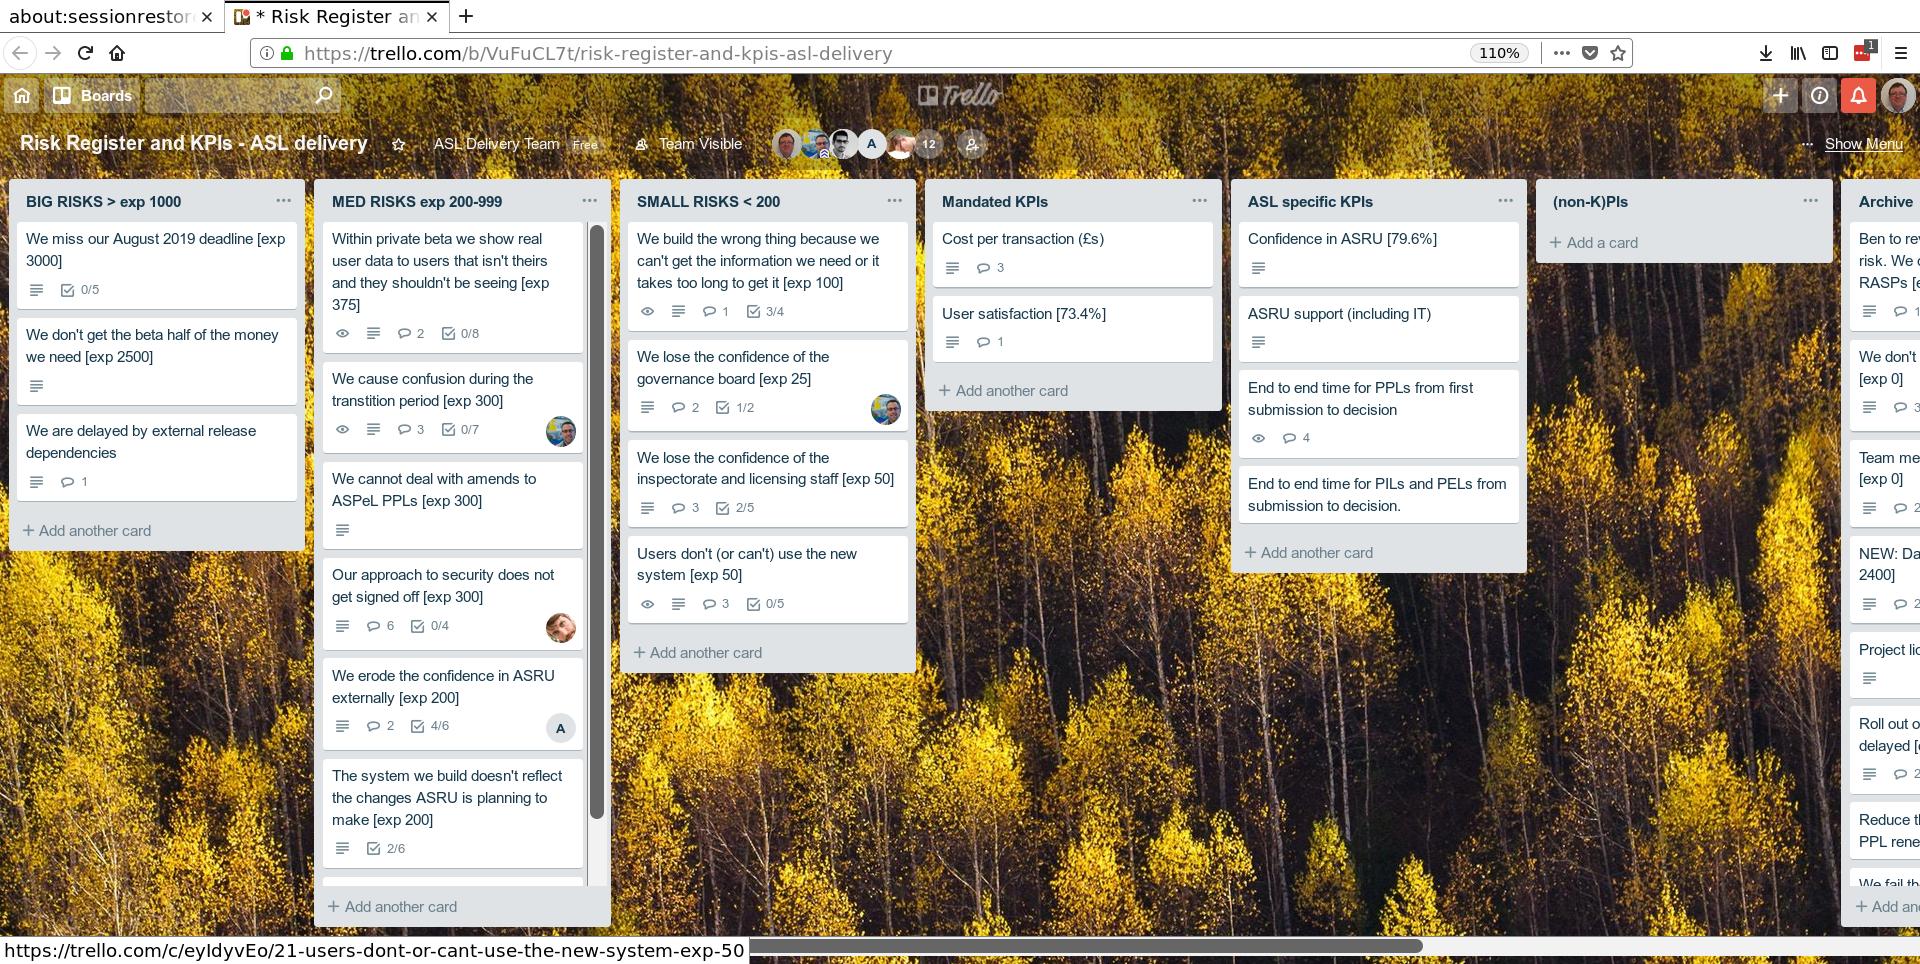 about:sessionrestor
* Risk Register an
https://trello.com/b/VuFuCL7t/risk-register-and-kpis-asl-delivery
110%
1
Boards
Trello
Risk Register and KPIs - ASL delivery
ASL Delivery Team Free
Team Visible
A
12
Show Menu
BIG RISKS > exp 1000
We miss our August 2019 deadline [exp
3000]
0/5
We don't get the beta half of the money
we need [exp 2500]
We are delayed by external release
dependencies
1
+ Add another card
MED RISKS exp 200-999
Within private beta we show real
user data to users that isn't theirs
and they shouldn't be seeing [exp
375]
2 0/8
We cause confusion during the
transtition period [exp 300]
3 0/7
We cannot deal with amends to
ASPeL PPLs [exp 300]
Our approach to security does not
get signed off [exp 300]
6 0/4
We erode the confidence in ASRU
externally [exp 200]
2 4/6
A
The system we build doesn't reflect
the changes ASRU is planning to
make [exp 200]
2/6
+ Add another card
SMALL RISKS < 200
We build the wrong thing because we
can't get the information we need or it
takes too long to get it [exp 100]
1 3/4
We lose the confidence of the
governance board [exp 25]
2 1/2
We lose the confidence of the
inspectorate and licensing staff [exp 50]
3 2/5
Users don't (or can't) use the new
system [exp 50]
3 0/5
+ Add another card
Mandated KPIs
Cost per transaction (£s)
3
User satisfaction [73.4%]
1
+ Add another card
ASL specific KPIs
Confidence in ASRU [79.6%]
ASRU support (including IT)
End to end time for PPLs from first
submission to decision
4
End to end time for PILs and PELs from
submission to decision.
+ Add another card
(non-K)PIs
+ Add a card
Archive
Ben to re
risk. We
RASPs [e
1
We don't
[exp 0]
3
Team me
[exp 0]
2
NEW: Da
2400]
2
Project lic
Roll out o
delayed [
2
Reduce t
PPL rene
We fail th
+ Add an
https://trello.com/c/eyIdyvEo/21-users-dont-or-cant-use-the-new-system-exp-50